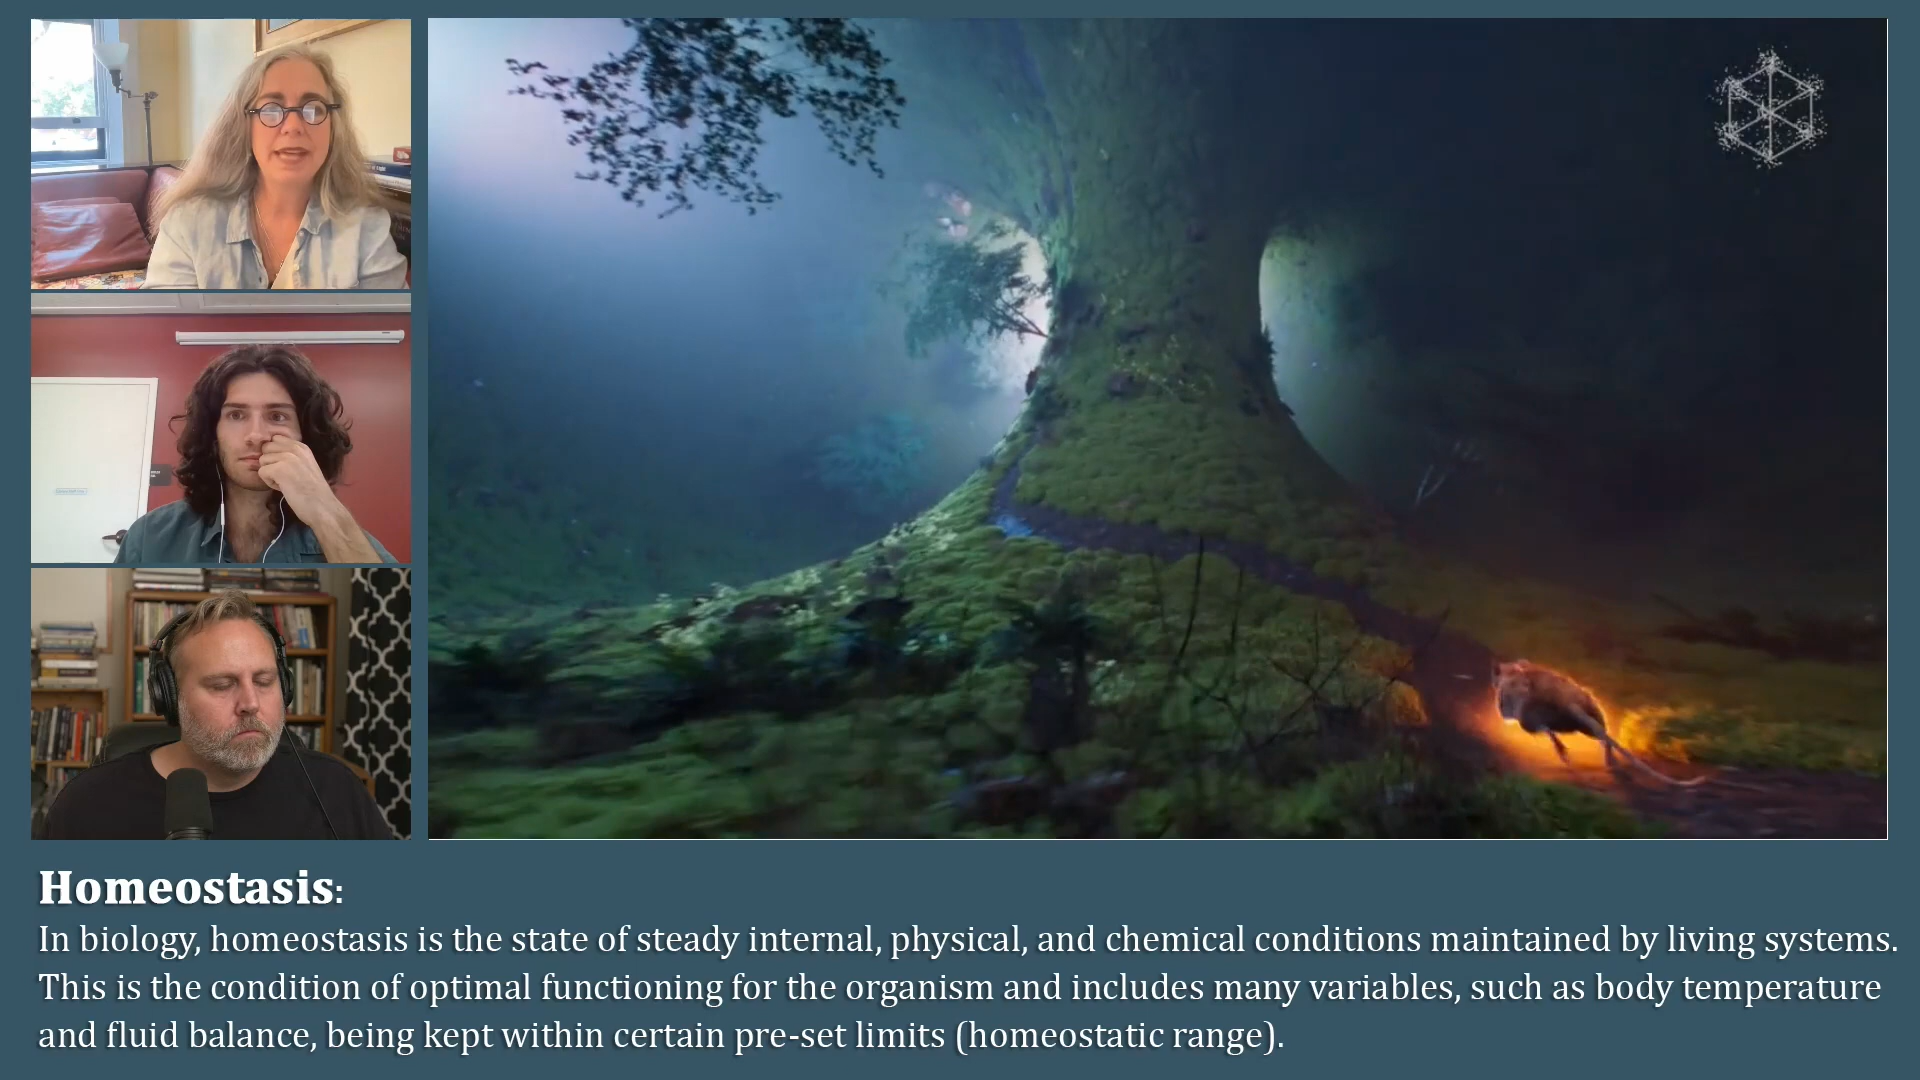 Homeostasis:
In biology, homeostasis is the state of steady internal, physical, and chemical conditions maintained by living systems.
This is the condition of optimal functioning for the organism and includes many variables, such as body temperature
and fluid balance, being kept within certain pre-set limits (homeostatic range).